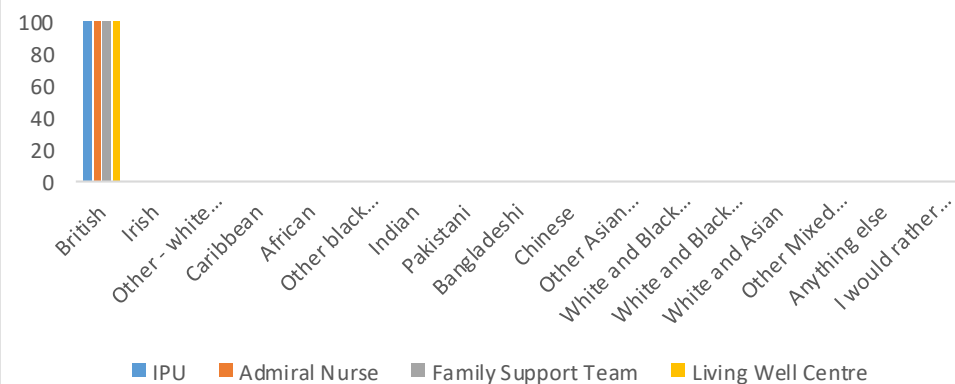 100
80
60
40
20
0
British
Irish
Other - white...
Caribbean
African
Other black...
Indian
Pakistani
Bangladeshi
Chinese
Other Asian...
White and Black...
White and Black...
White and Asian
Other Mixed...
Anything else
I would rather...
IPU Admiral Nurse Family Support Team Living Well Centre